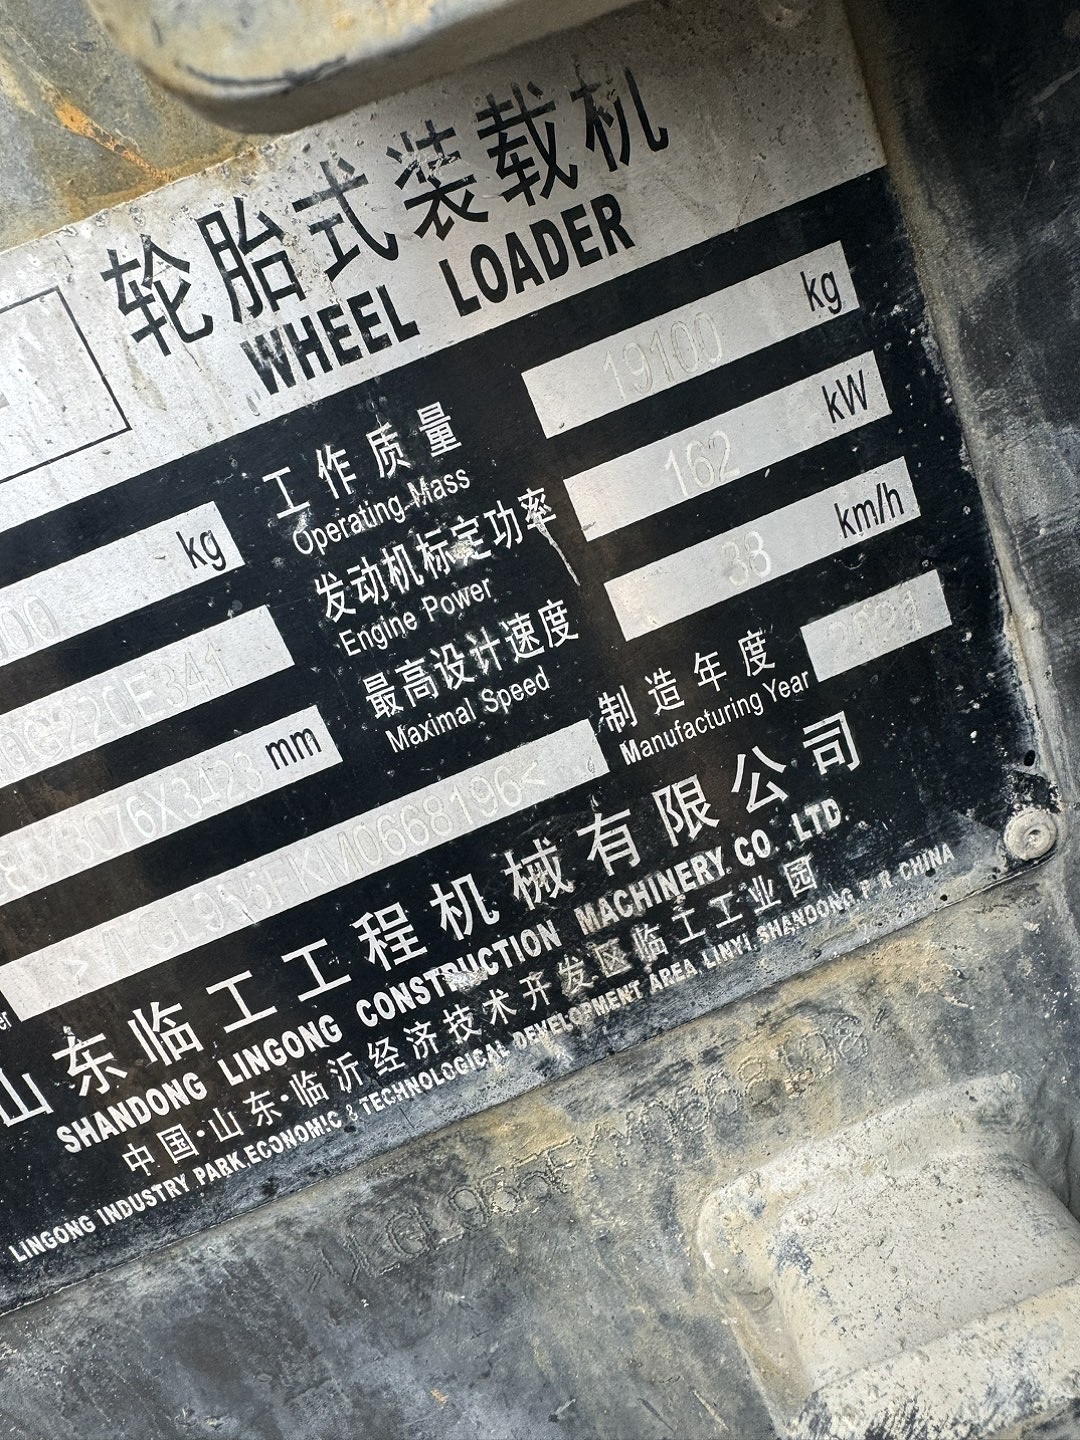 轮胎式装载机
WHEEL LOADER
工作质量
Operating Mass
19100 kg
kg
发动机标定功率
Engine Power
162 kW
最高设计速度
Maximal Speed
38 km/h
mm
制造年度
Manufacturing Year
2021
山东临工工程机械有限公司
SHANDONG LINGONG CONSTRUCTION MACHINERY CO.,LTD.
中国·山东·临沂经济技术开发区临工工业园
LINGONG INDUSTRY PARK,ECONOMIC & TECHNOLOGICAL DEVELOPMENT AREA, LINYI, SHANDONG, P. R. CHINA